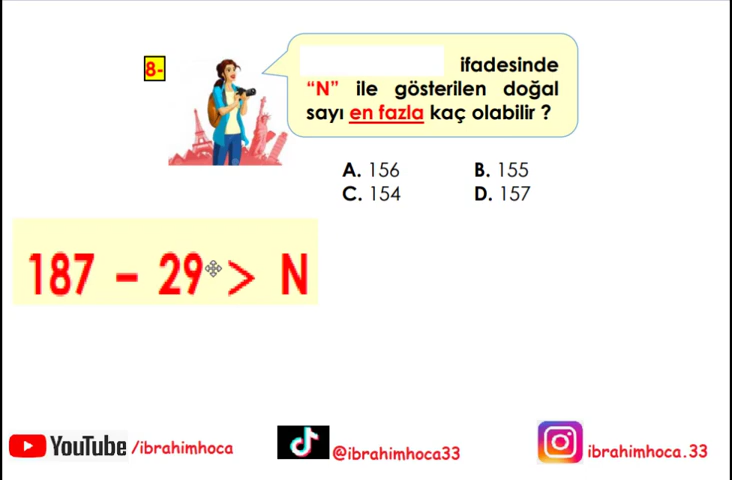 8-
ifadesinde
“N” ile gösterilen doğal
sayı en fazla kaç olabilir ?
A. 156 B. 155
C. 154 D. 157
187 - 29 > N
YouTube /ibrahimhoca
@ibrahimhoca33
ibrahimhoca.33